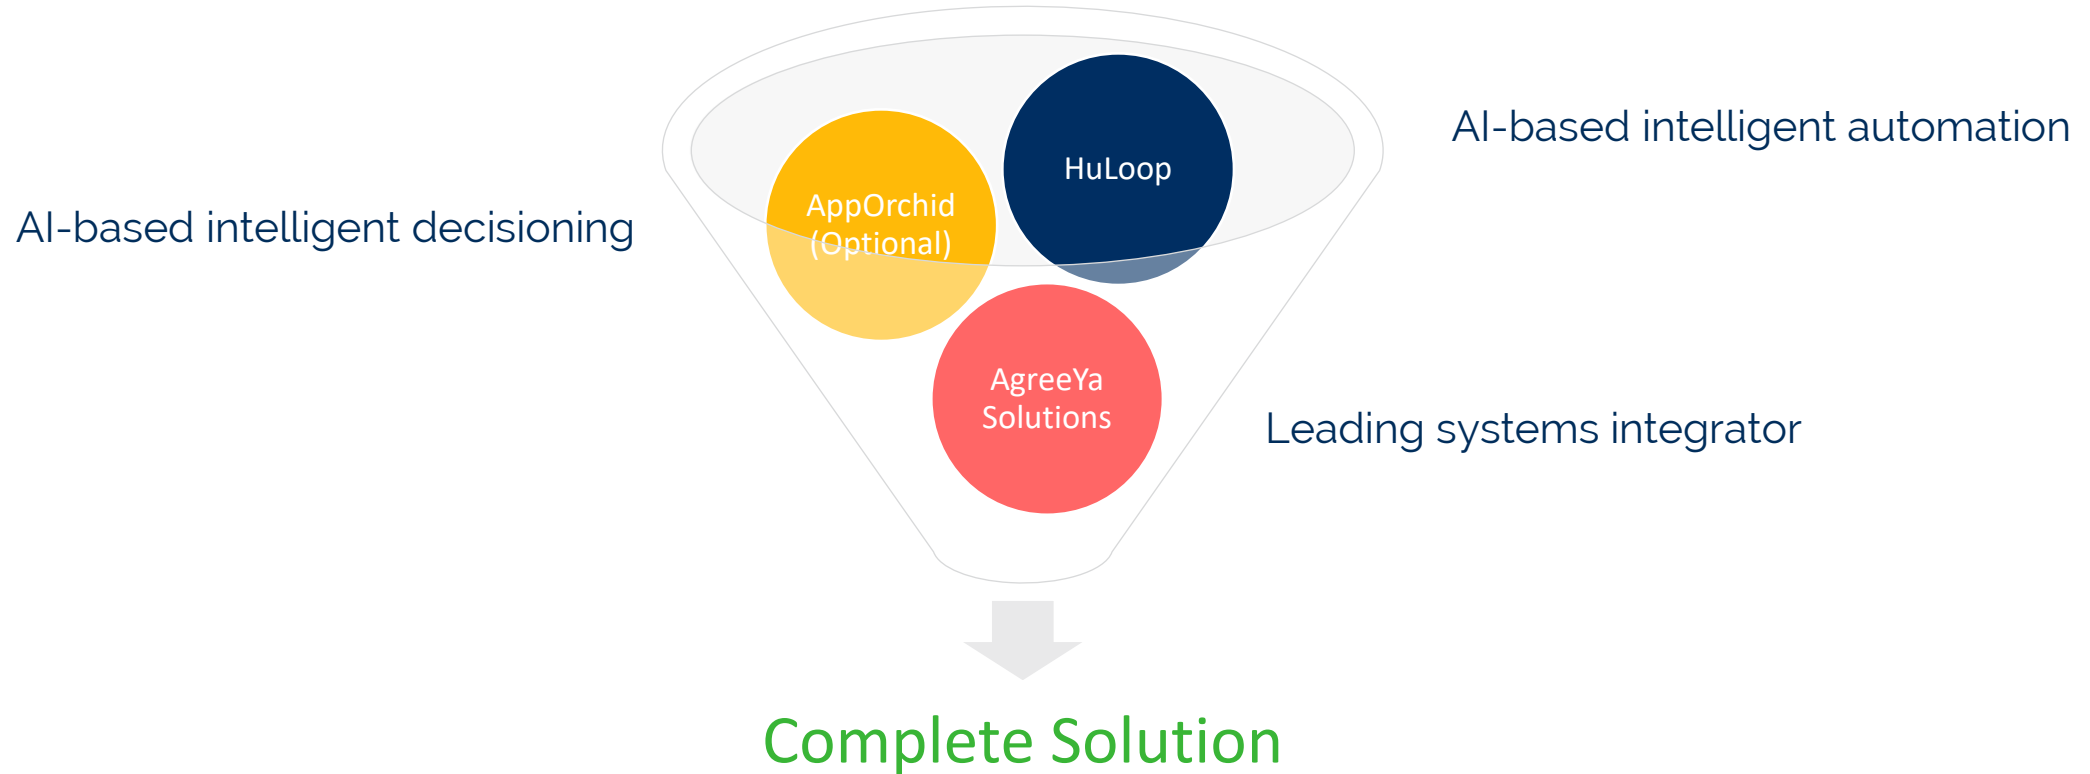 AI-based intelligent automation
HuLoop
AppOrchid
(Optional)
AI-based intelligent decisioning
AgreeYa
Solutions
Leading systems integrator
Complete Solution